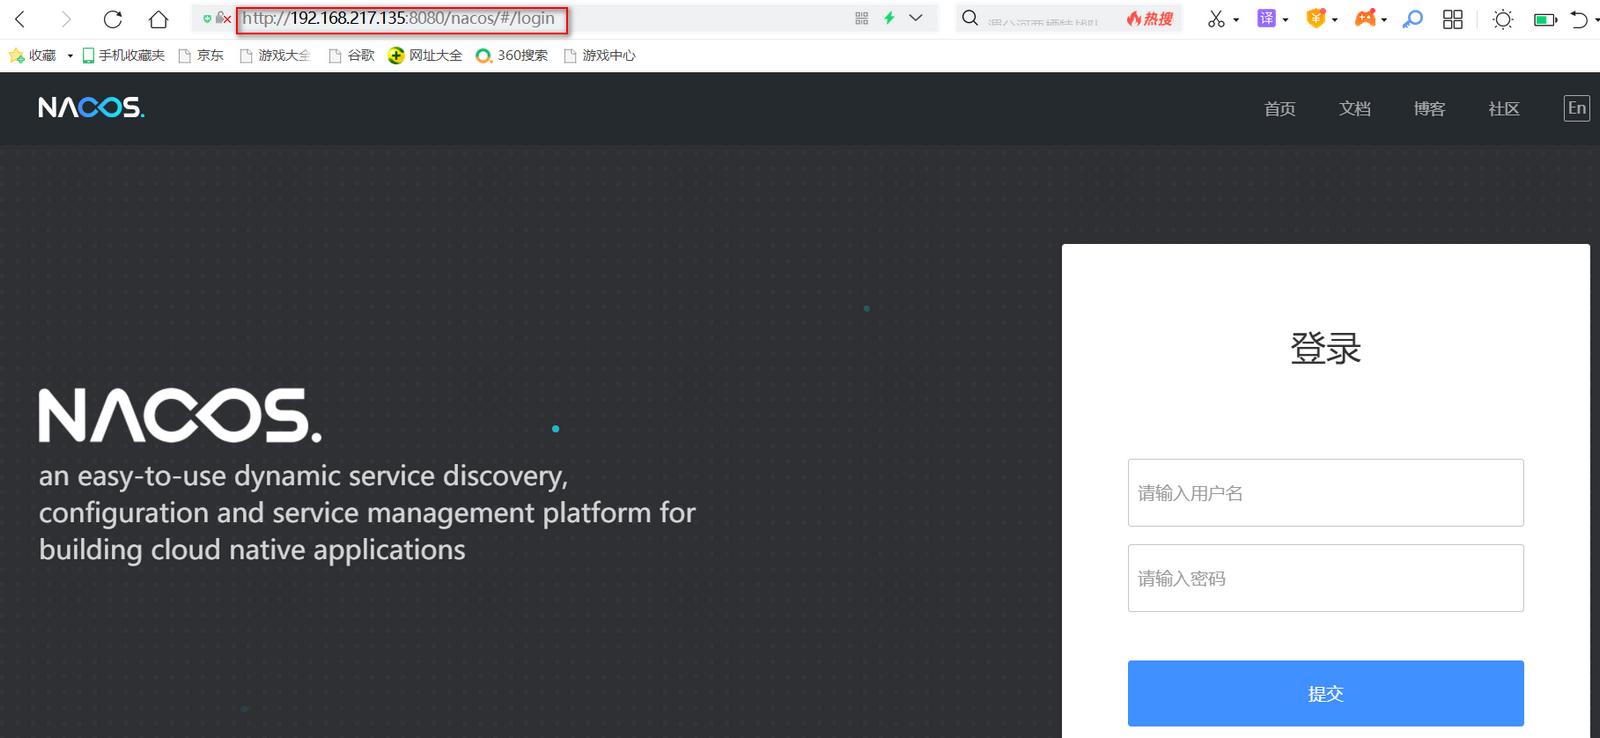 http://192.168.217.135:8080/nacos/#/login
热搜
译
收藏 手机收藏夹 京东 游戏大全 谷歌 网址大全 360搜索 游戏中心
NACOS. 首页 文档 博客 社区 En
登录
NACOS.
an easy-to-use dynamic service discovery,
configuration and service management platform for
building cloud native applications
请输入用户名
请输入密码
提交